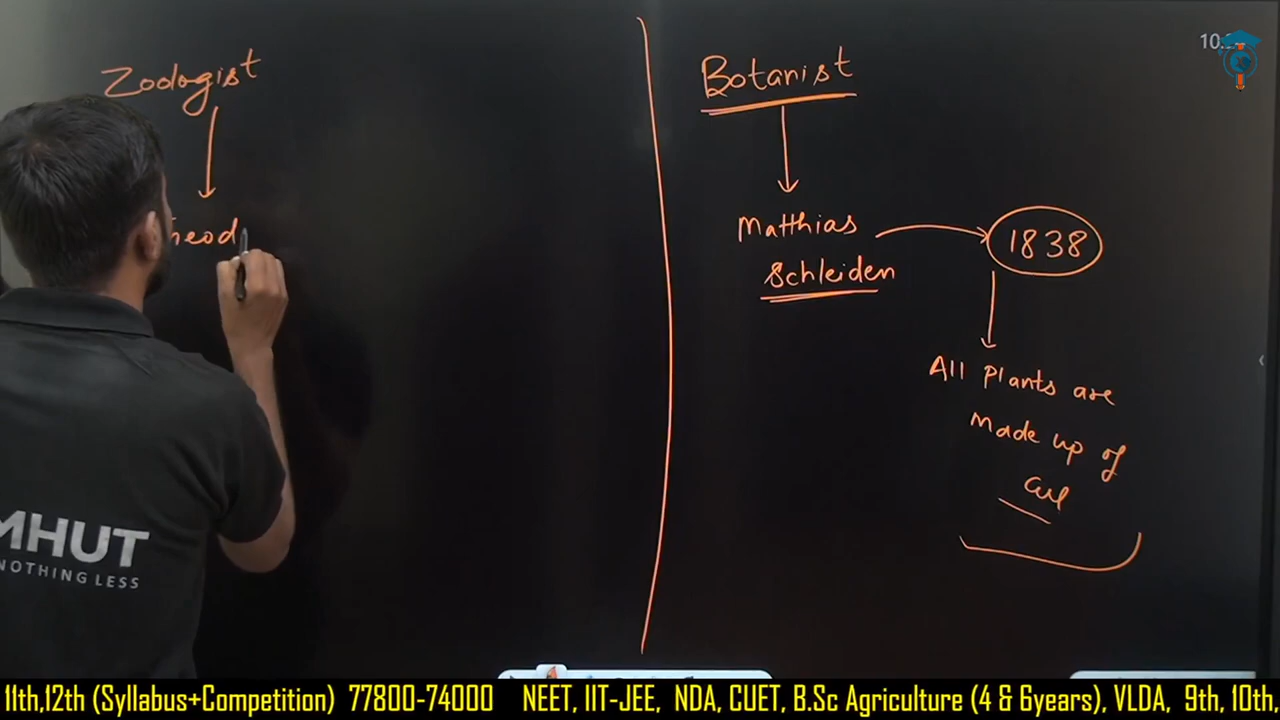 Zoologist
heod
Botanist
Matthias
Schleiden
1838
All Plants are
made up of
cell
MHUT
NOTHING LESS
11th,12th (Syllabus+Competition) 77800-74000 NEET, IIT-JEE, NDA, CUET, B.Sc Agriculture (4 & 6years), VLDA, 9th, 10th,